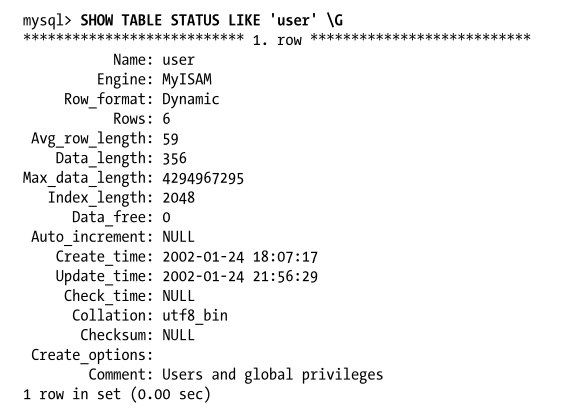 mysql> SHOW TABLE STATUS LIKE 'user' \G
*************************** 1. row ***************************
Name: user
Engine: MyISAM
Row_format: Dynamic
Rows: 6
Avg_row_length: 59
Data_length: 356
Max_data_length: 4294967295
Index_length: 2048
Data_free: 0
Auto_increment: NULL
Create_time: 2002-01-24 18:07:17
Update_time: 2002-01-24 21:56:29
Check_time: NULL
Collation: utf8_bin
Checksum: NULL
Create_options:
Comment: Users and global privileges
1 row in set (0.00 sec)